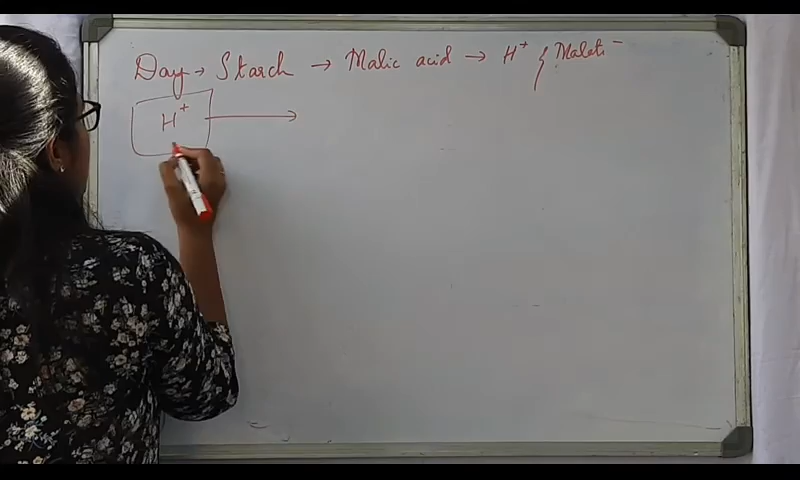 Day → Starch → Malic acid → H⁺ & Malate⁻
H⁺ →